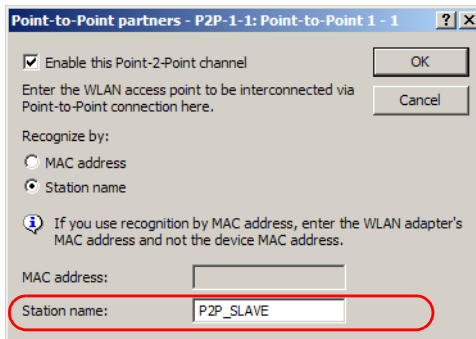 Point-to-Point partners - P2P-1-1: Point-to-Point 1 - 1
Enable this Point-2-Point channel
OK
Enter the WLAN access point to be interconnected via
Point-to-Point connection here.
Cancel
Recognize by:
MAC address
Station name
If you use recognition by MAC address, enter the WLAN adapter's
MAC address and not the device MAC address.
MAC address:
Station name: P2P_SLAVE